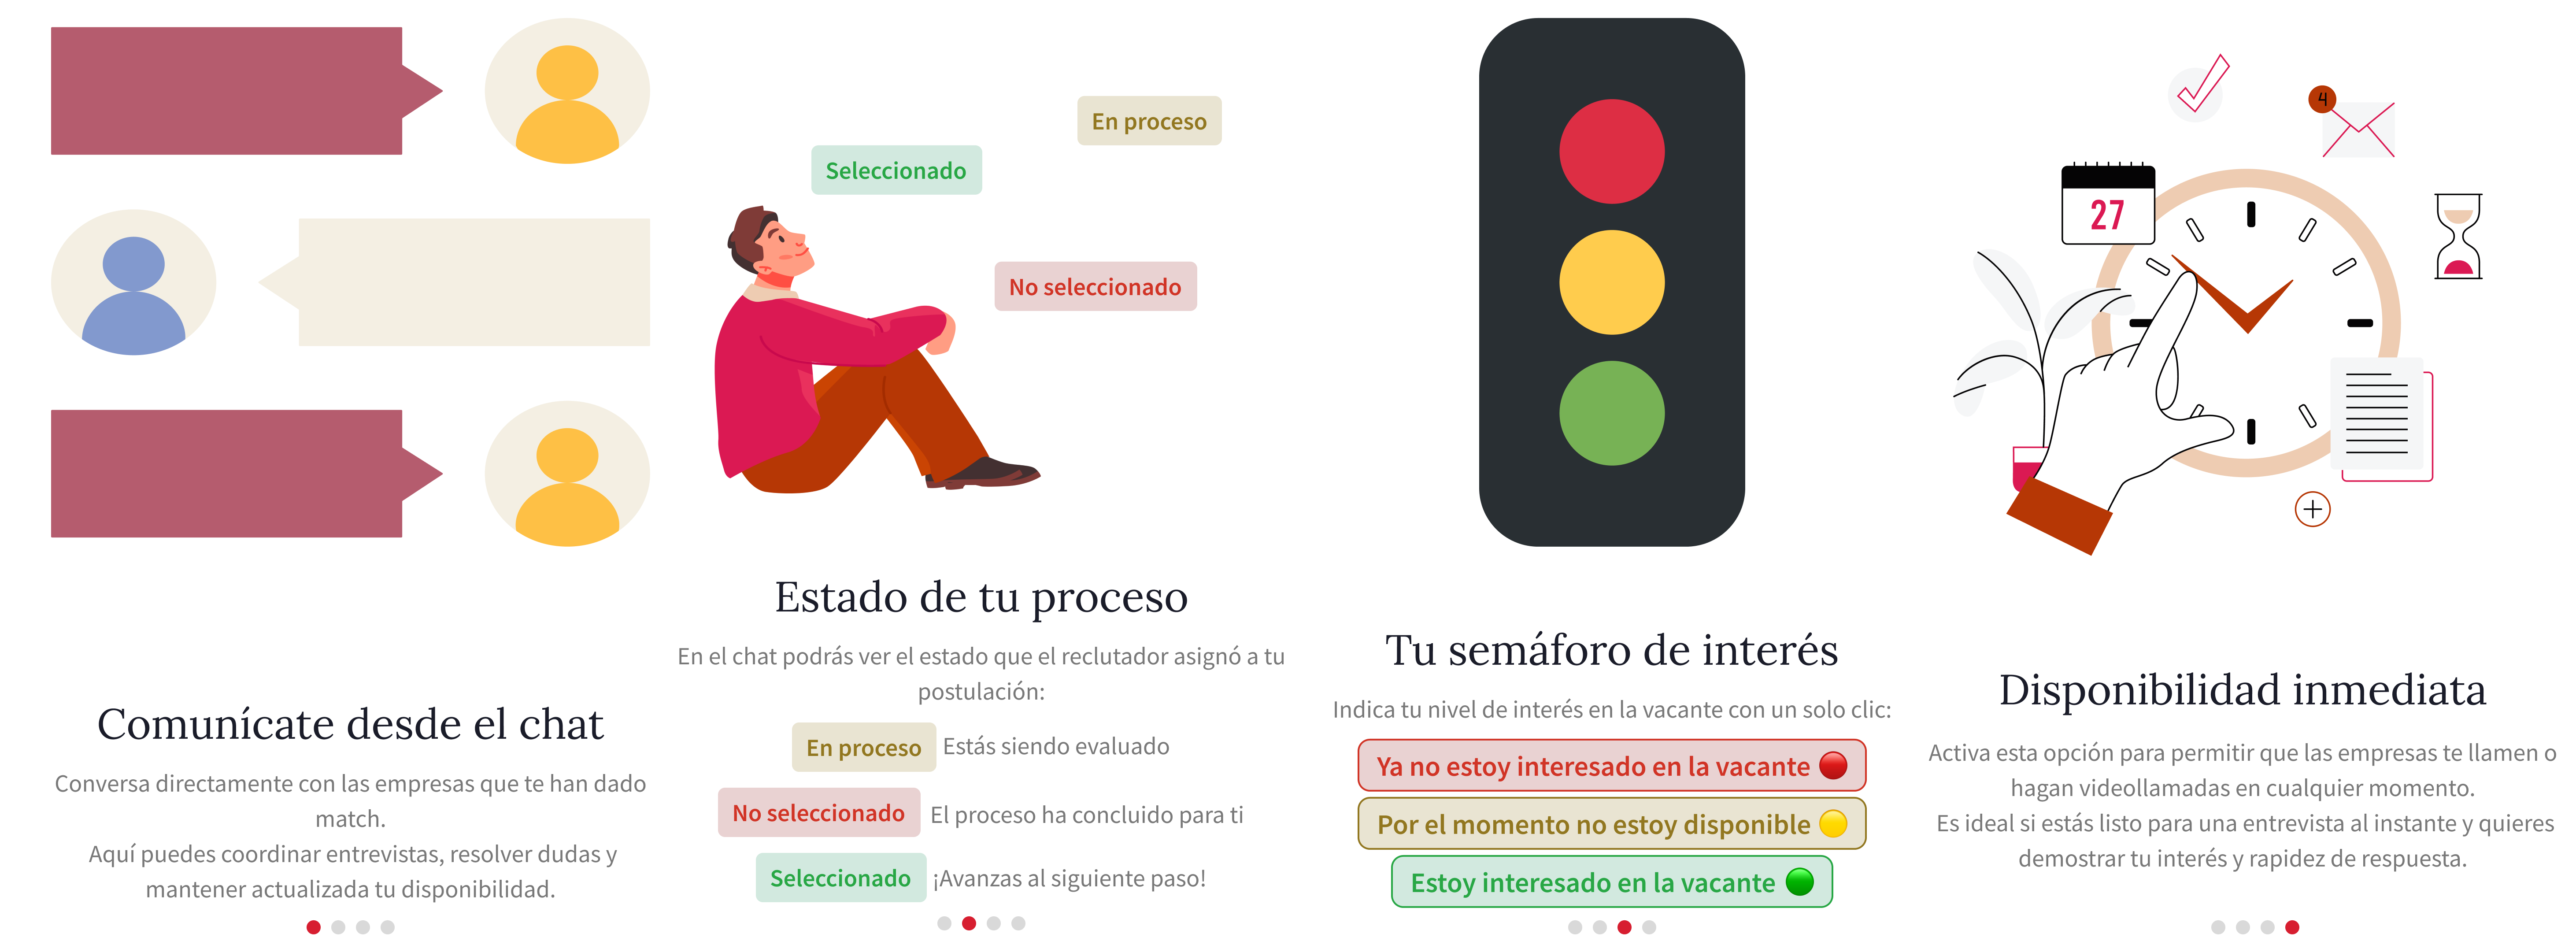 Comunícate desde el chat
Conversa directamente con las empresas que te han dado
match.
Aquí puedes coordinar entrevistas, resolver dudas y
mantener actualizada tu disponibilidad.
En proceso
Seleccionado
No seleccionado
Estado de tu proceso
En el chat podrás ver el estado que el reclutador asignó a tu
postulación:
En proceso Estás siendo evaluado
No seleccionado El proceso ha concluido para ti
Seleccionado ¡Avanzas al siguiente paso!
Tu semáforo de interés
Indica tu nivel de interés en la vacante con un solo clic:
Ya no estoy interesado en la vacante 🔴
Por el momento no estoy disponible 🟡
Estoy interesado en la vacante 🟢
4
27
Disponibilidad inmediata
Activa esta opción para permitir que las empresas te llamen o
hagan videollamadas en cualquier momento.
Es ideal si estás listo para una entrevista al instante y quieres
demostrar tu interés y rapidez de respuesta.